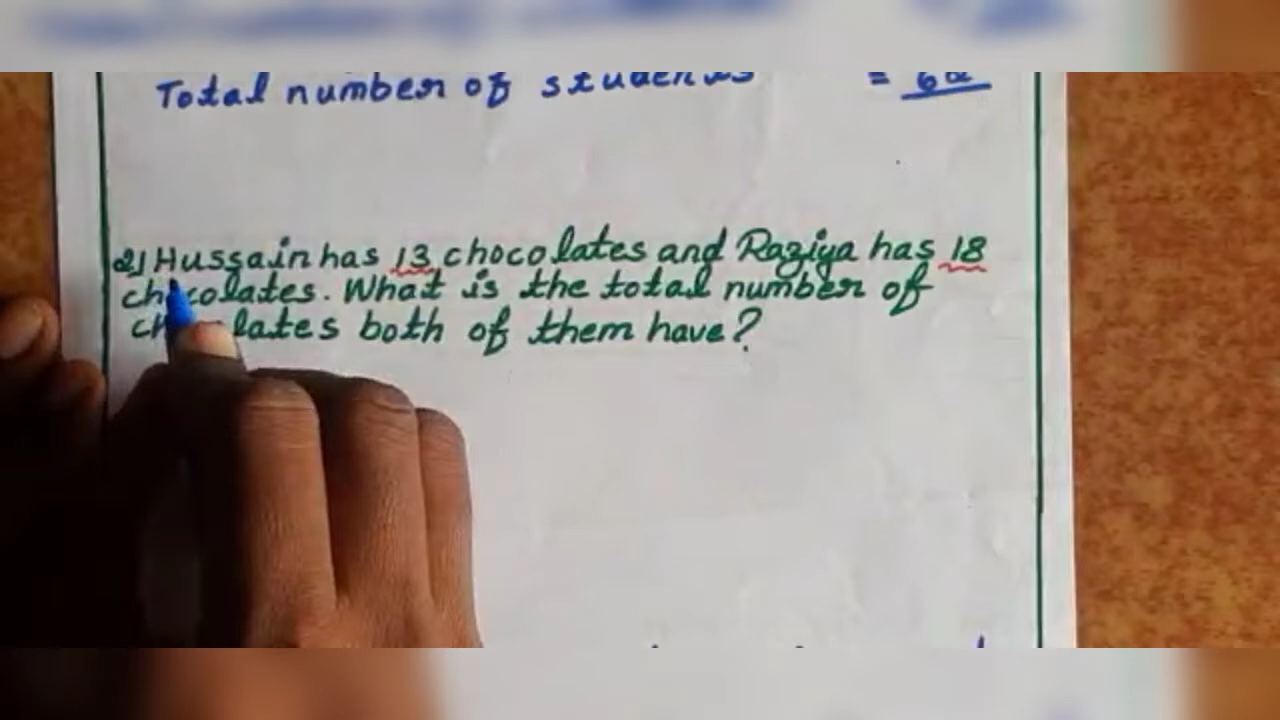 Total number of students =
2) Hussain has 13 chocolates and Raziya has 18
chocolates. What is the total number of
chocolates both of them have?